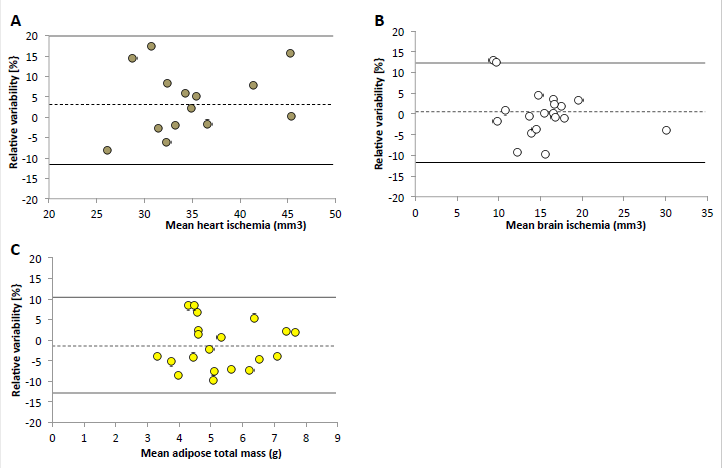 A
Relative variability [%]
20
15
10
5
0
-5
-10
-15
-20
20 25 30 35 40 45 50
Mean heart ischemia (mm3)
B
Relative variability [%}
20
15
10
5
0
-5
-10
-15
-20
0 5 10 15 20 25 30 35
Mean brain ischemia (mm3)
C
Relative variability [%}
20
15
10
5
0
-5
-10
-15
-20
0 1 2 3 4 5 6 7 8 9
Mean adipose total mass (g)